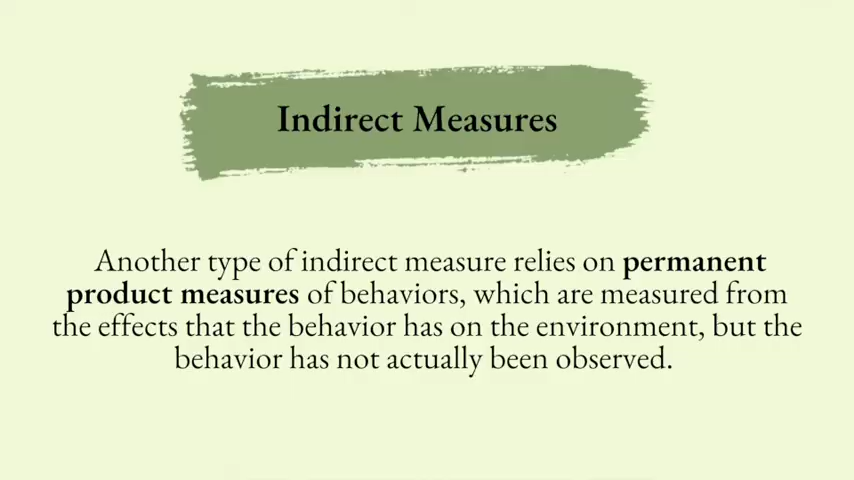 Indirect Measures
Another type of indirect measure relies on permanent
product measures of behaviors, which are measured from
the effects that the behavior has on the environment, but the
behavior has not actually been observed.